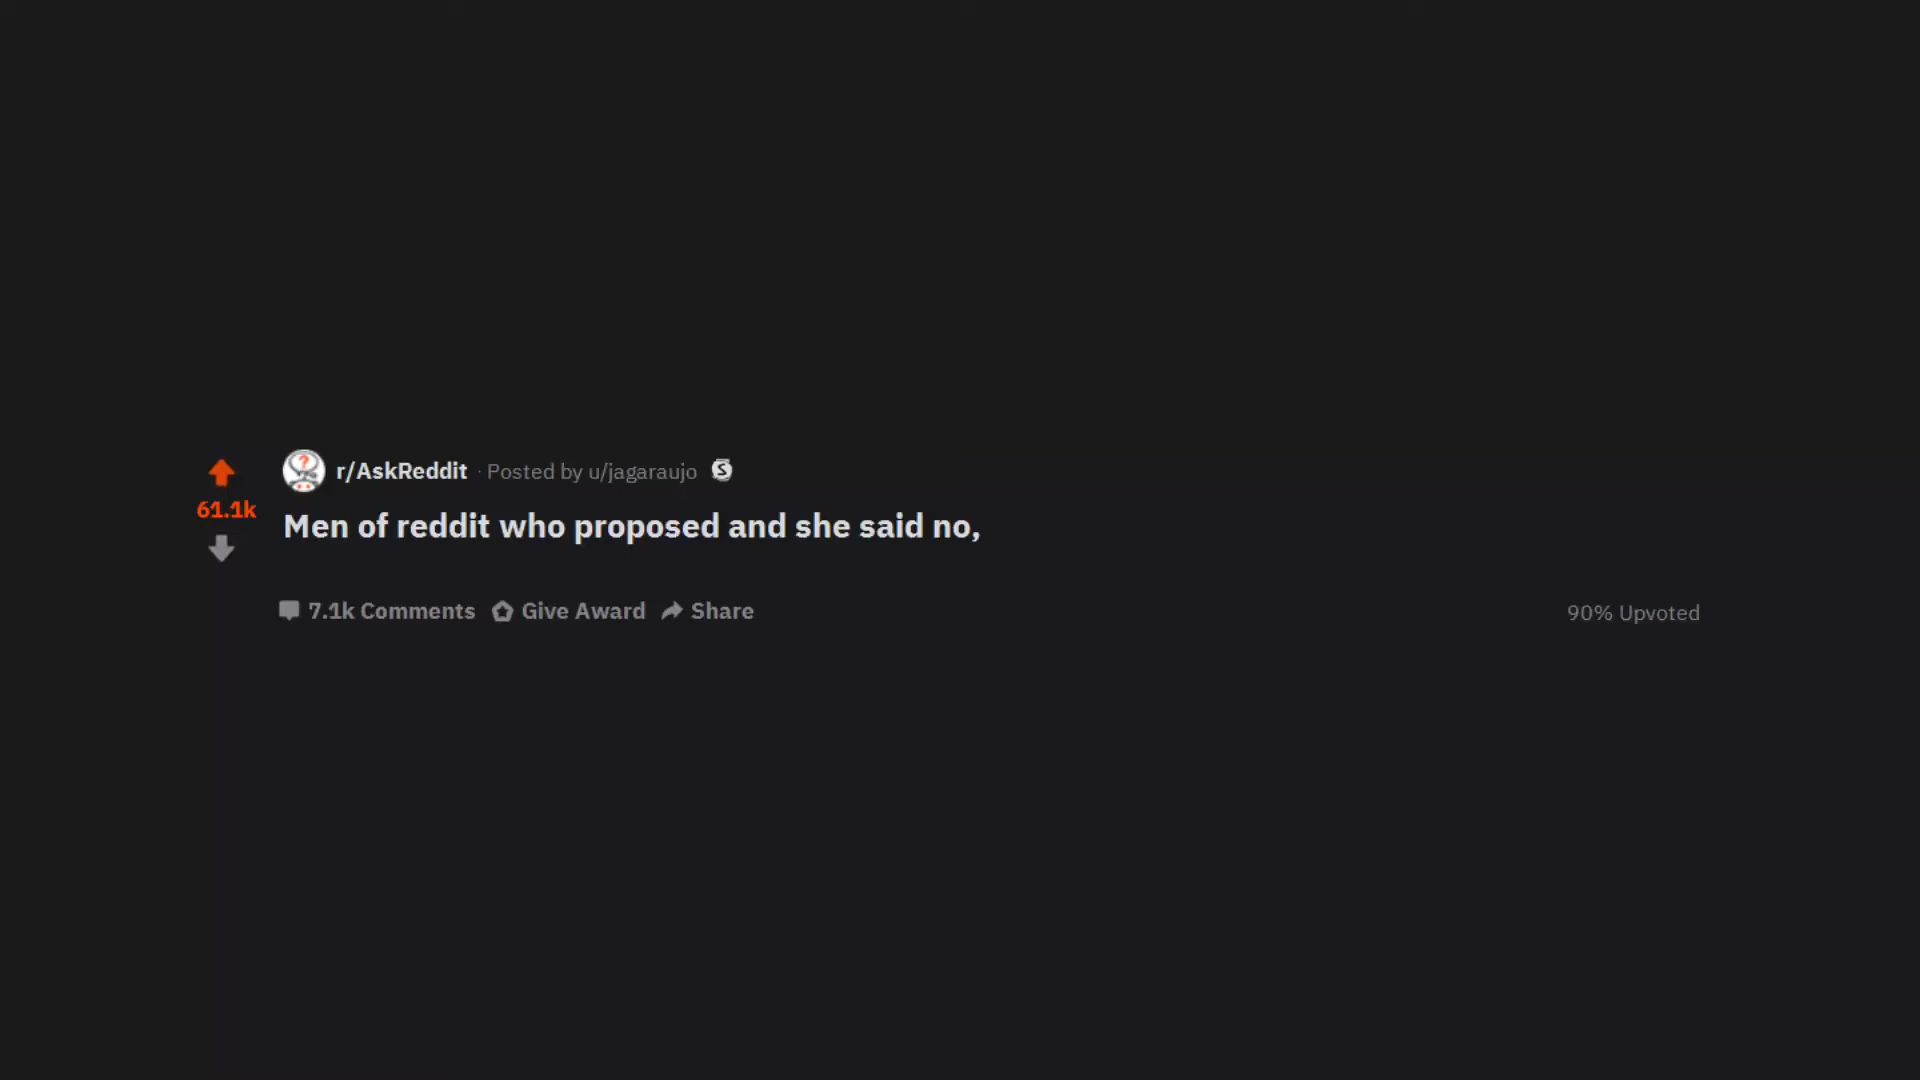 r/AskReddit · Posted by u/jagaraujo
61.1k
Men of reddit who proposed and she said no,
7.1k Comments Give Award Share 90% Upvoted